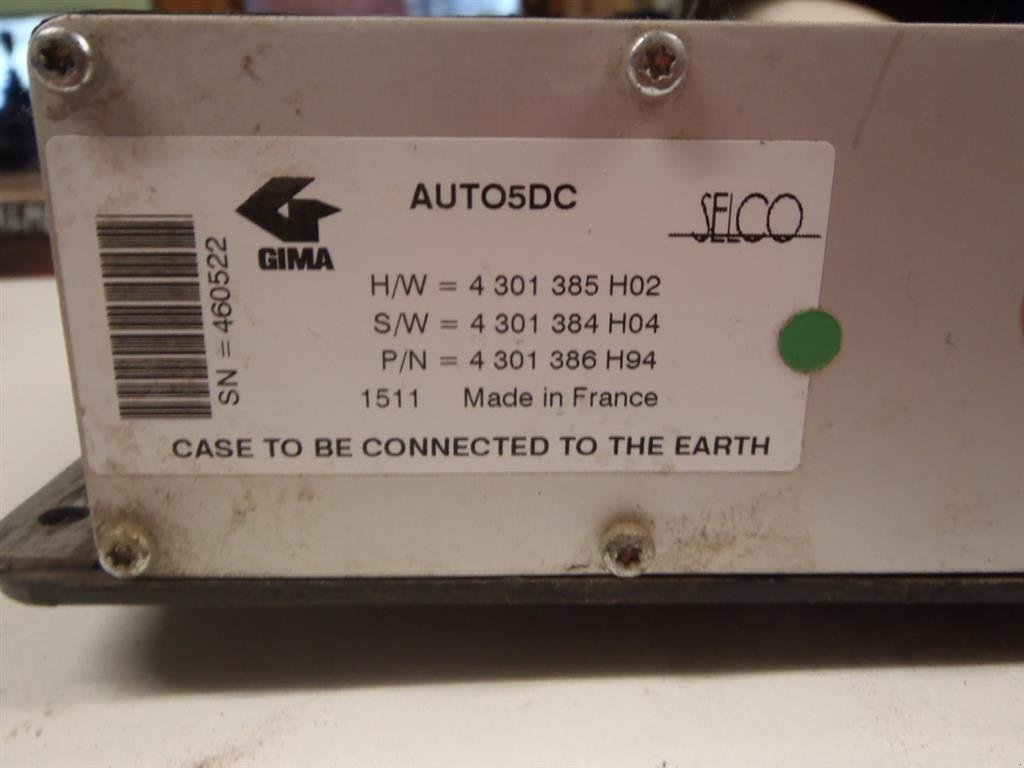 AUTO5DC
GIMA
SELCO
SN = 460522
H/W = 4 301 385 H02
S/W = 4 301 384 H04
P/N = 4 301 386 H94
1511 Made in France
CASE TO BE CONNECTED TO THE EARTH